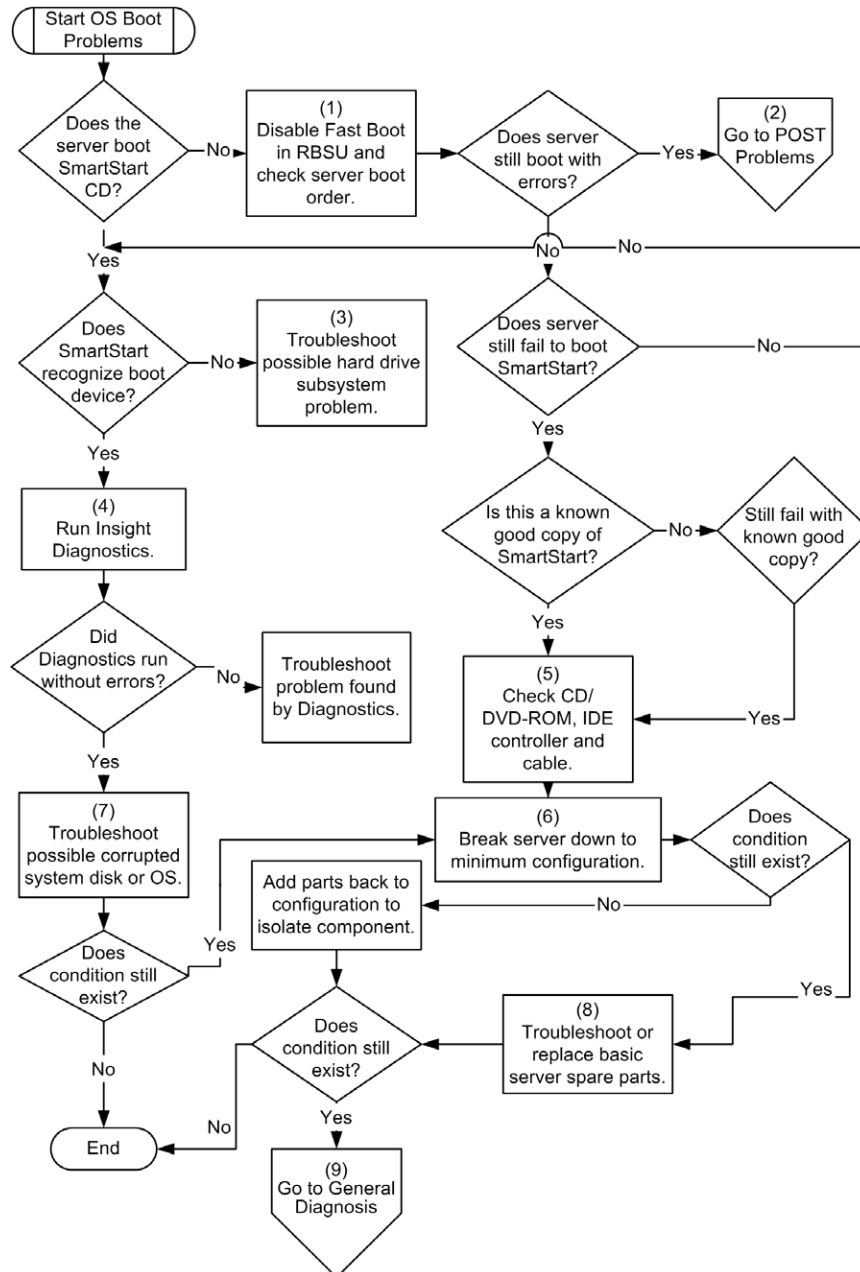 Start OS Boot
Problems
Does the
server boot
SmartStart
CD?
No
(1)
Disable Fast Boot
in RBSU and
check server boot
order.
Does server
still boot with
errors?
Yes
(2)
Go to POST
Problems
Yes
No
No
Does
SmartStart
recognize boot
device?
No
(3)
Troubleshoot
possible hard drive
subsystem
problem.
Does server
still fail to boot
SmartStart?
No
Yes
Yes
(4)
Run Insight
Diagnostics.
Is this a known
good copy of
SmartStart?
No
Still fail with
known good
copy?
Yes
Did
Diagnostics run
without errors?
No
Troubleshoot
problem found
by Diagnostics.
(5)
Check CD/
DVD-ROM, IDE
controller and
cable.
Yes
Yes
(7)
Troubleshoot
possible corrupted
system disk or OS.
(6)
Break server down to
minimum configuration.
Does
condition
still exist?
Add parts back to
configuration to
isolate component.
No
Yes
Does
condition still
exist?
Yes
Does
condition still
exist?
(8)
Troubleshoot or
replace basic
server spare parts.
No
No
Yes
End
(9)
Go to General
Diagnosis